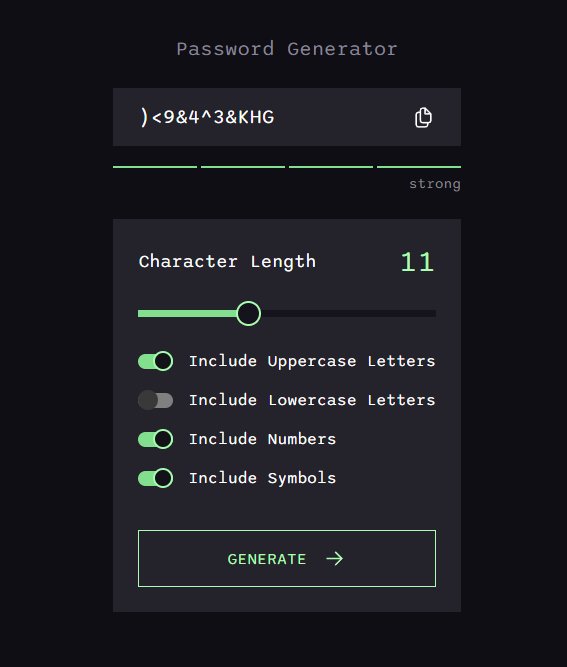 Password Generator
)<9&4^3&KHG
strong
Character Length 11
Include Uppercase Letters
Include Lowercase Letters
Include Numbers
Include Symbols
GENERATE →